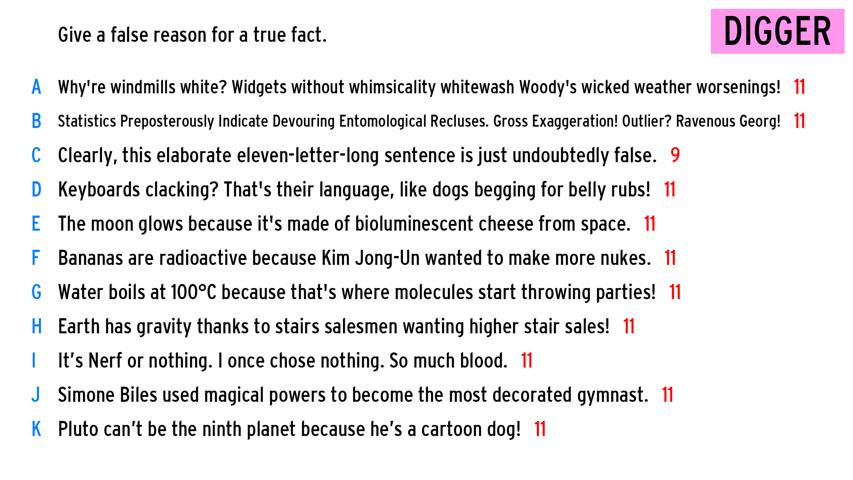 Give a false reason for a true fact.
DIGGER
A Why're windmills white? Widgets without whimsicality whitewash Woody's wicked weather worsenings! 11
B Statistics Preposterously Indicate Devouring Entomological Recluses. Gross Exaggeration! Outlier? Ravenous Georg! 11
C Clearly, this elaborate eleven-letter-long sentence is just undoubtedly false. 9
D Keyboards clacking? That's their language, like dogs begging for belly rubs! 11
E The moon glows because it's made of bioluminescent cheese from space. 11
F Bananas are radioactive because Kim Jong-Un wanted to make more nukes. 11
G Water boils at 100°C because that's where molecules start throwing parties! 11
H Earth has gravity thanks to stairs salesmen wanting higher stair sales! 11
I It’s Nerf or nothing. I once chose nothing. So much blood. 11
J Simone Biles used magical powers to become the most decorated gymnast. 11
K Pluto can’t be the ninth planet because he’s a cartoon dog! 11